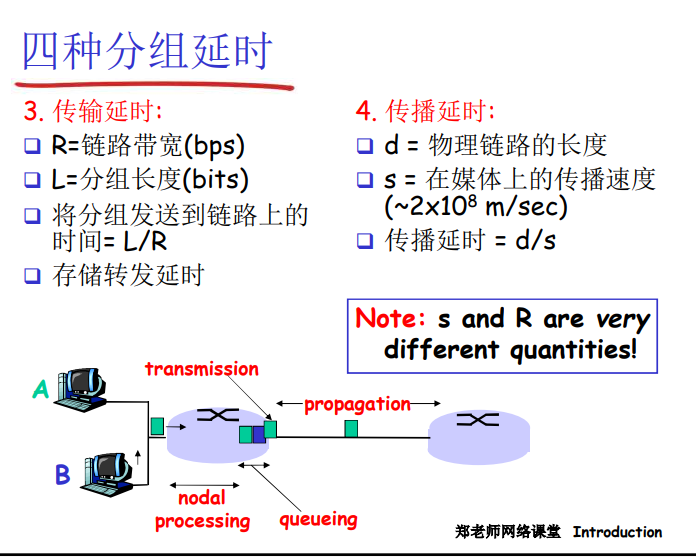 四种分组延时
3. 传输延时:
R=链路带宽(bps)
L=分组长度(bits)
将分组发送到链路上的
时间= L/R
存储转发延时
4. 传播延时:
d = 物理链路的长度
s = 在媒体上的传播速度
(~2x10⁸ m/sec)
传播延时 = d/s
Note: s and R are very
different quantities!
transmission
A
propagation
B
nodal
processing
queueing
郑老师网络课堂 Introduction